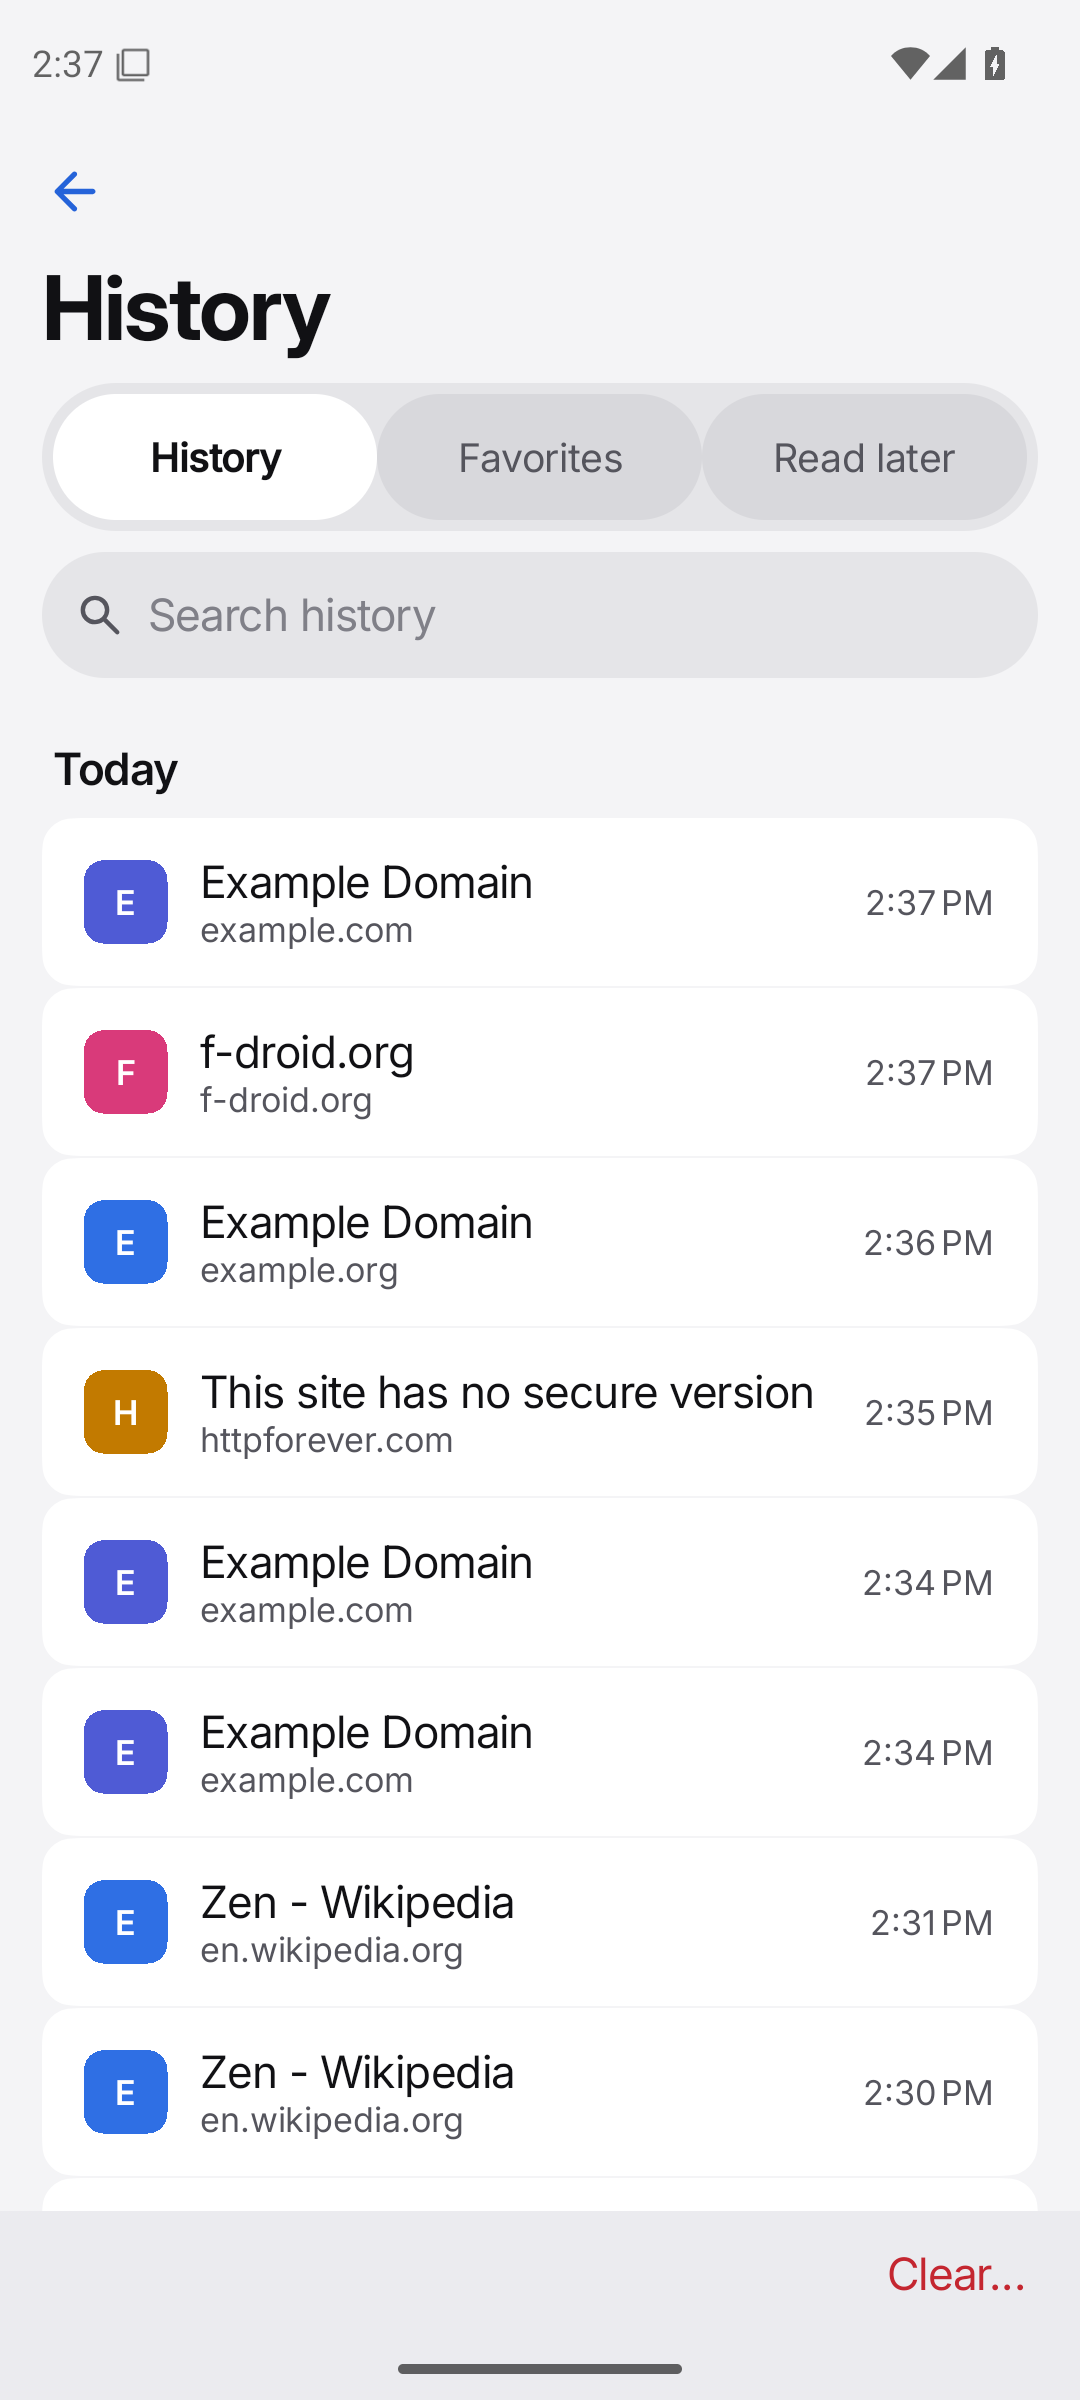 2:37
History
History Favorites Read later
Search history
Today
E Example Domain 2:37 PM
example.com
F f-droid.org 2:37 PM
f-droid.org
E Example Domain 2:36 PM
example.org
H This site has no secure version 2:35 PM
httpforever.com
E Example Domain 2:34 PM
example.com
E Example Domain 2:34 PM
example.com
E Zen - Wikipedia 2:31 PM
en.wikipedia.org
E Zen - Wikipedia 2:30 PM
en.wikipedia.org
Clear...